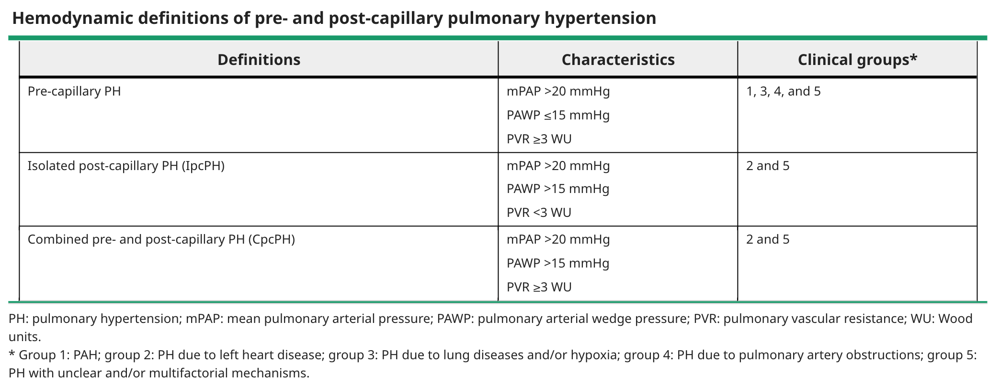 Hemodynamic definitions of pre- and post-capillary pulmonary hypertension
Definitions Characteristics Clinical groups*
Pre-capillary PH mPAP >20 mmHg 1, 3, 4, and 5
PAWP ≤15 mmHg
PVR ≥3 WU
Isolated post-capillary PH (IpcPH) mPAP >20 mmHg 2 and 5
PAWP >15 mmHg
PVR <3 WU
Combined pre- and post-capillary PH (CpcPH) mPAP >20 mmHg 2 and 5
PAWP >15 mmHg
PVR ≥3 WU
PH: pulmonary hypertension; mPAP: mean pulmonary arterial pressure; PAWP: pulmonary arterial wedge pressure; PVR: pulmonary vascular resistance; WU: Wood
units.
* Group 1: PAH; group 2: PH due to left heart disease; group 3: PH due to lung diseases and/or hypoxia; group 4: PH due to pulmonary artery obstructions; group 5:
PH with unclear and/or multifactorial mechanisms.